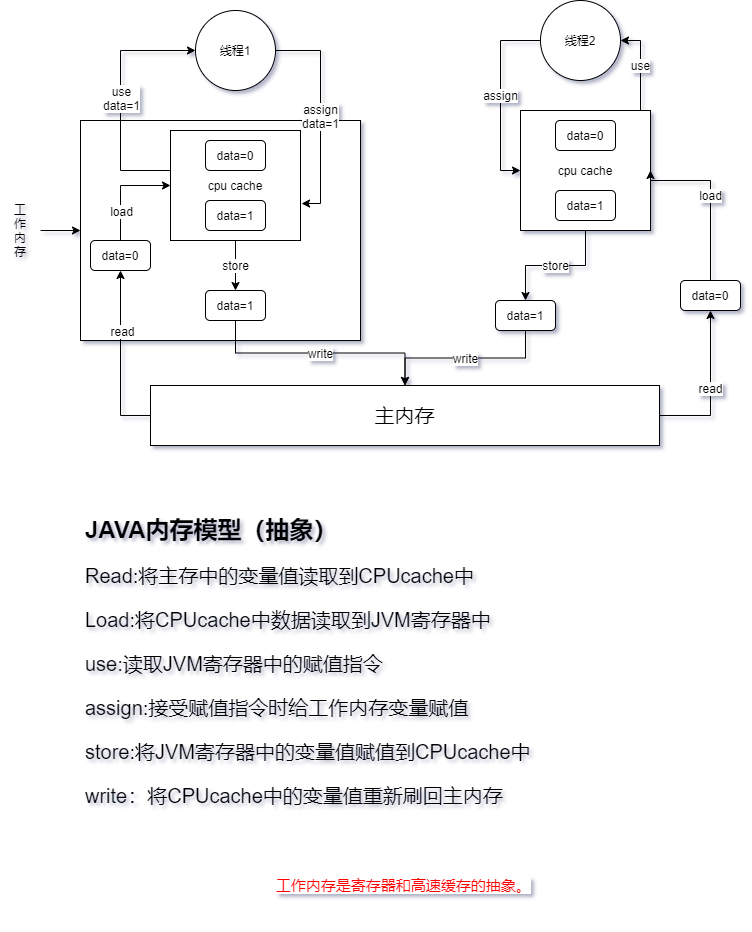 线程1
线程2
use
data=1
assign
data=1
assign
use
data=0
cpu cache
data=1
data=0
cpu cache
data=1
工作内存
load
load
data=0
store
store
data=1
data=1
data=0
read
write
write
read
主内存
JAVA内存模型（抽象）
Read:将主存中的变量值读取到CPUcache中
Load:将CPUcache中数据读取到JVM寄存器中
use:读取JVM寄存器中的赋值指令
assign:接受赋值指令时给工作内存变量赋值
store:将JVM寄存器中的变量值赋值到CPUcache中
write：将CPUcache中的变量值重新刷回主内存
工作内存是寄存器和高速缓存的抽象。